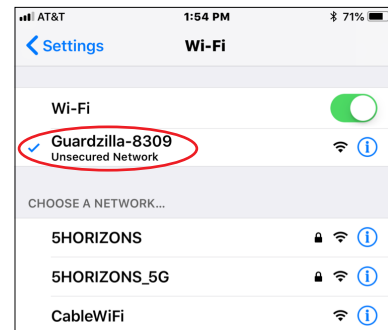 AT&T 1:54 PM 71%
Settings Wi-Fi
Wi-Fi
Guardzilla-8309
Unsecured Network
CHOOSE A NETWORK...
5HORIZONS
5HORIZONS_5G
CableWiFi